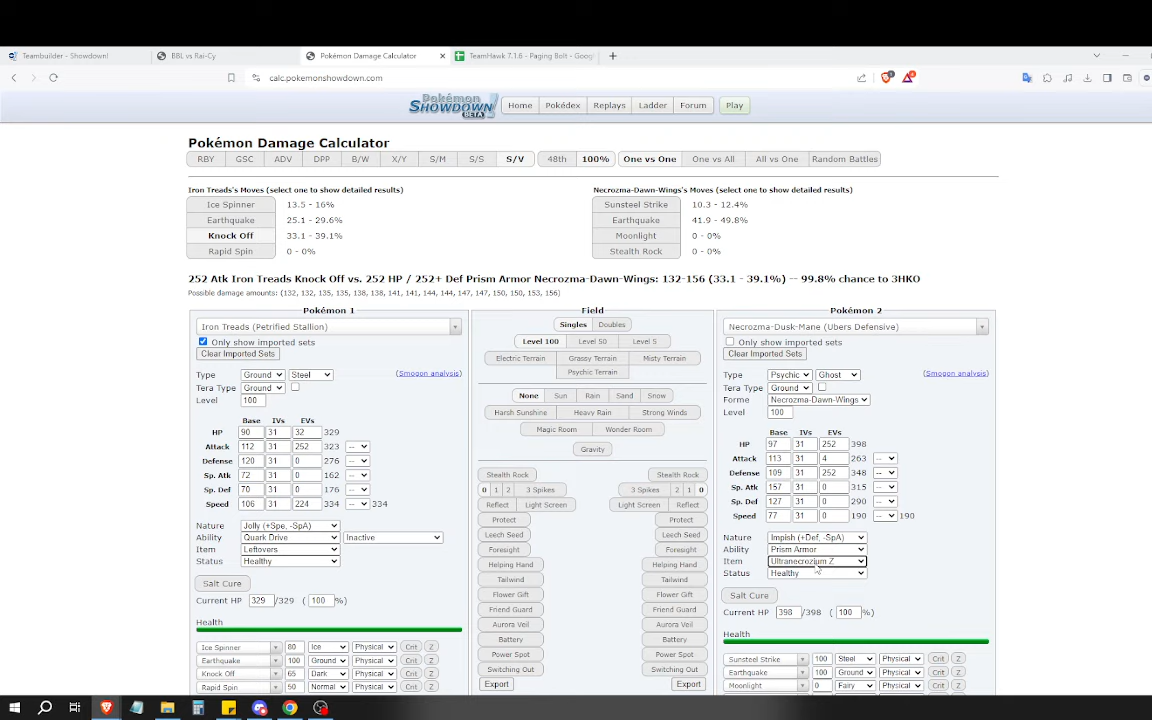 Teambuilder - Showdown!
BBL vs Rai-Cy
Pokémon Damage Calculator
TeamHawk 7.1.6 - Paging Bolt - Goog
calc.pokemonshowdown.com
Pokémon
SHOWDOWN
BETA
Home
Pokédex
Replays
Ladder
Forum
Play
Pokémon Damage Calculator
RBY GSC ADV DPP B/W X/Y S/M S/S S/V 48th 100% One vs One One vs All All vs One Random Battles
Iron Treads's Moves (select one to show detailed results)
Ice Spinner 13.5 - 16%
Earthquake 25.1 - 29.6%
Knock Off 33.1 - 39.1%
Rapid Spin 0 - 0%
Necrozma-Dawn-Wings's Moves (select one to show detailed results)
Sunsteel Strike 10.3 - 12.4%
Earthquake 41.9 - 49.8%
Moonlight 0 - 0%
Stealth Rock 0 - 0%
252 Atk Iron Treads Knock Off vs. 252 HP / 252+ Def Prism Armor Necrozma-Dawn-Wings: 132-156 (33.1 - 39.1%) -- 99.8% chance to 3HKO
Possible damage amounts: (132, 132, 135, 135, 138, 138, 141, 141, 144, 144, 147, 147, 150, 150, 153, 156)
Pokémon 1
Iron Treads (Petrified Stallion)
Only show imported sets
Clear Imported Sets
Type Ground Steel (Smogon analysis)
Tera Type Ground
Level 100
Base IVs EVs
HP 90 31 32 329
Attack 112 31 252 323 --
Defense 120 31 0 276 --
Sp. Atk 72 31 0 162 --
Sp. Def 70 31 0 176 --
Speed 106 31 224 334 -- 334
Nature Jolly (+Spe, -SpA)
Ability Quark Drive Inactive
Item Leftovers
Status Healthy
Salt Cure
Current HP 329 /329 ( 100 %)
Health
Ice Spinner 80 Ice Physical Crit Z
Earthquake 100 Ground Physical Crit Z
Knock Off 65 Dark Physical Crit Z
Rapid Spin 50 Normal Physical Crit Z
Field
Singles Doubles
Level 100 Level 50 Level 5
Electric Terrain Grassy Terrain Misty Terrain
Psychic Terrain
None Sun Rain Sand Snow
Harsh Sunshine Heavy Rain Strong Winds
Magic Room Wonder Room
Gravity
Stealth Rock Stealth Rock
0 1 2 3 Spikes 3 Spikes 2 1 0
Reflect Light Screen Light Screen Reflect
Protect Protect
Leech Seed Leech Seed
Foresight Foresight
Helping Hand Helping Hand
Tailwind Tailwind
Flower Gift Flower Gift
Friend Guard Friend Guard
Aurora Veil Aurora Veil
Battery Battery
Power Spot Power Spot
Switching Out Switching Out
Export Export
Pokémon 2
Necrozma-Dusk-Mane (Ubers Defensive)
Only show imported sets
Clear Imported Sets
Type Psychic Ghost (Smogon analysis)
Tera Type Ground
Forme Necrozma-Dawn-Wings
Level 100
Base IVs EVs
HP 97 31 252 398
Attack 113 31 4 263 --
Defense 109 31 252 348 --
Sp. Atk 157 31 0 315 --
Sp. Def 127 31 0 290 --
Speed 77 31 0 190 -- 190
Nature Impish (+Def, -SpA)
Ability Prism Armor
Item Ultranecrozium Z
Status Healthy
Salt Cure
Current HP 398 /398 ( 100 %)
Health
Sunsteel Strike 100 Steel Physical Crit Z
Earthquake 100 Ground Physical Crit Z
Moonlight 0 Fairy Physical Crit Z